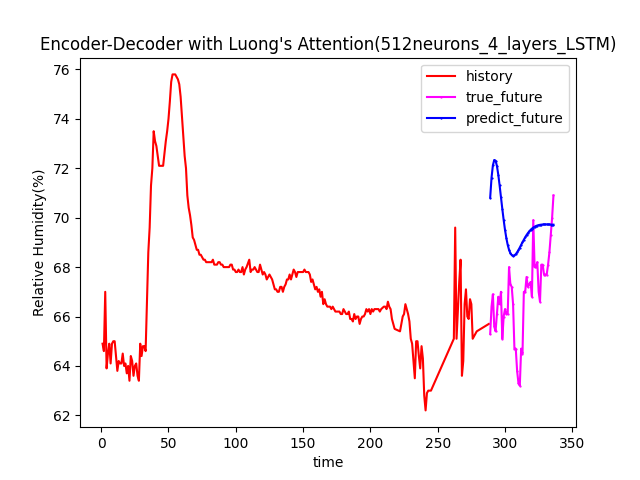 Encoder-Decoder with Luong's Attention(512neurons_4_layers_LSTM)
history
true_future
predict_future
Relative Humidity(%)
76
74
72
70
68
66
64
62
0 50 100 150 200 250 300 350
time